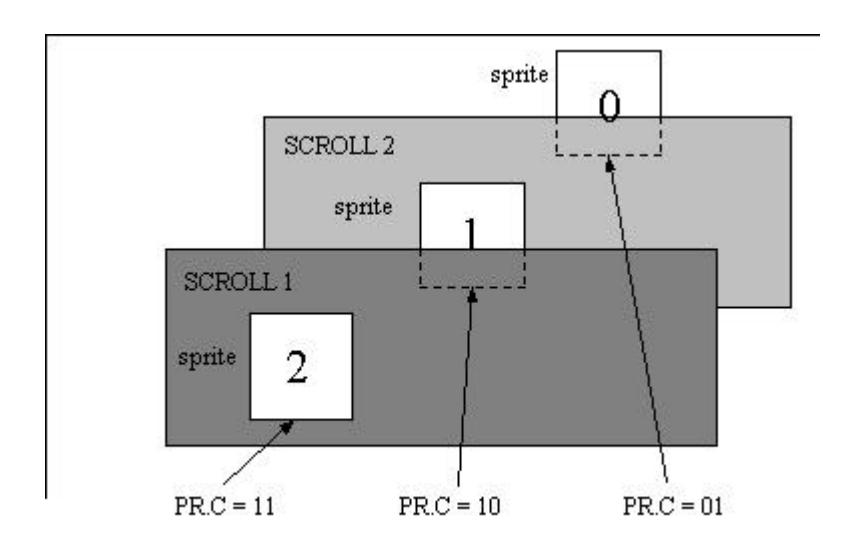 sprite
0
SCROLL 2
sprite
1
SCROLL 1
sprite
2
PR.C = 11
PR.C = 10
PR.C = 01